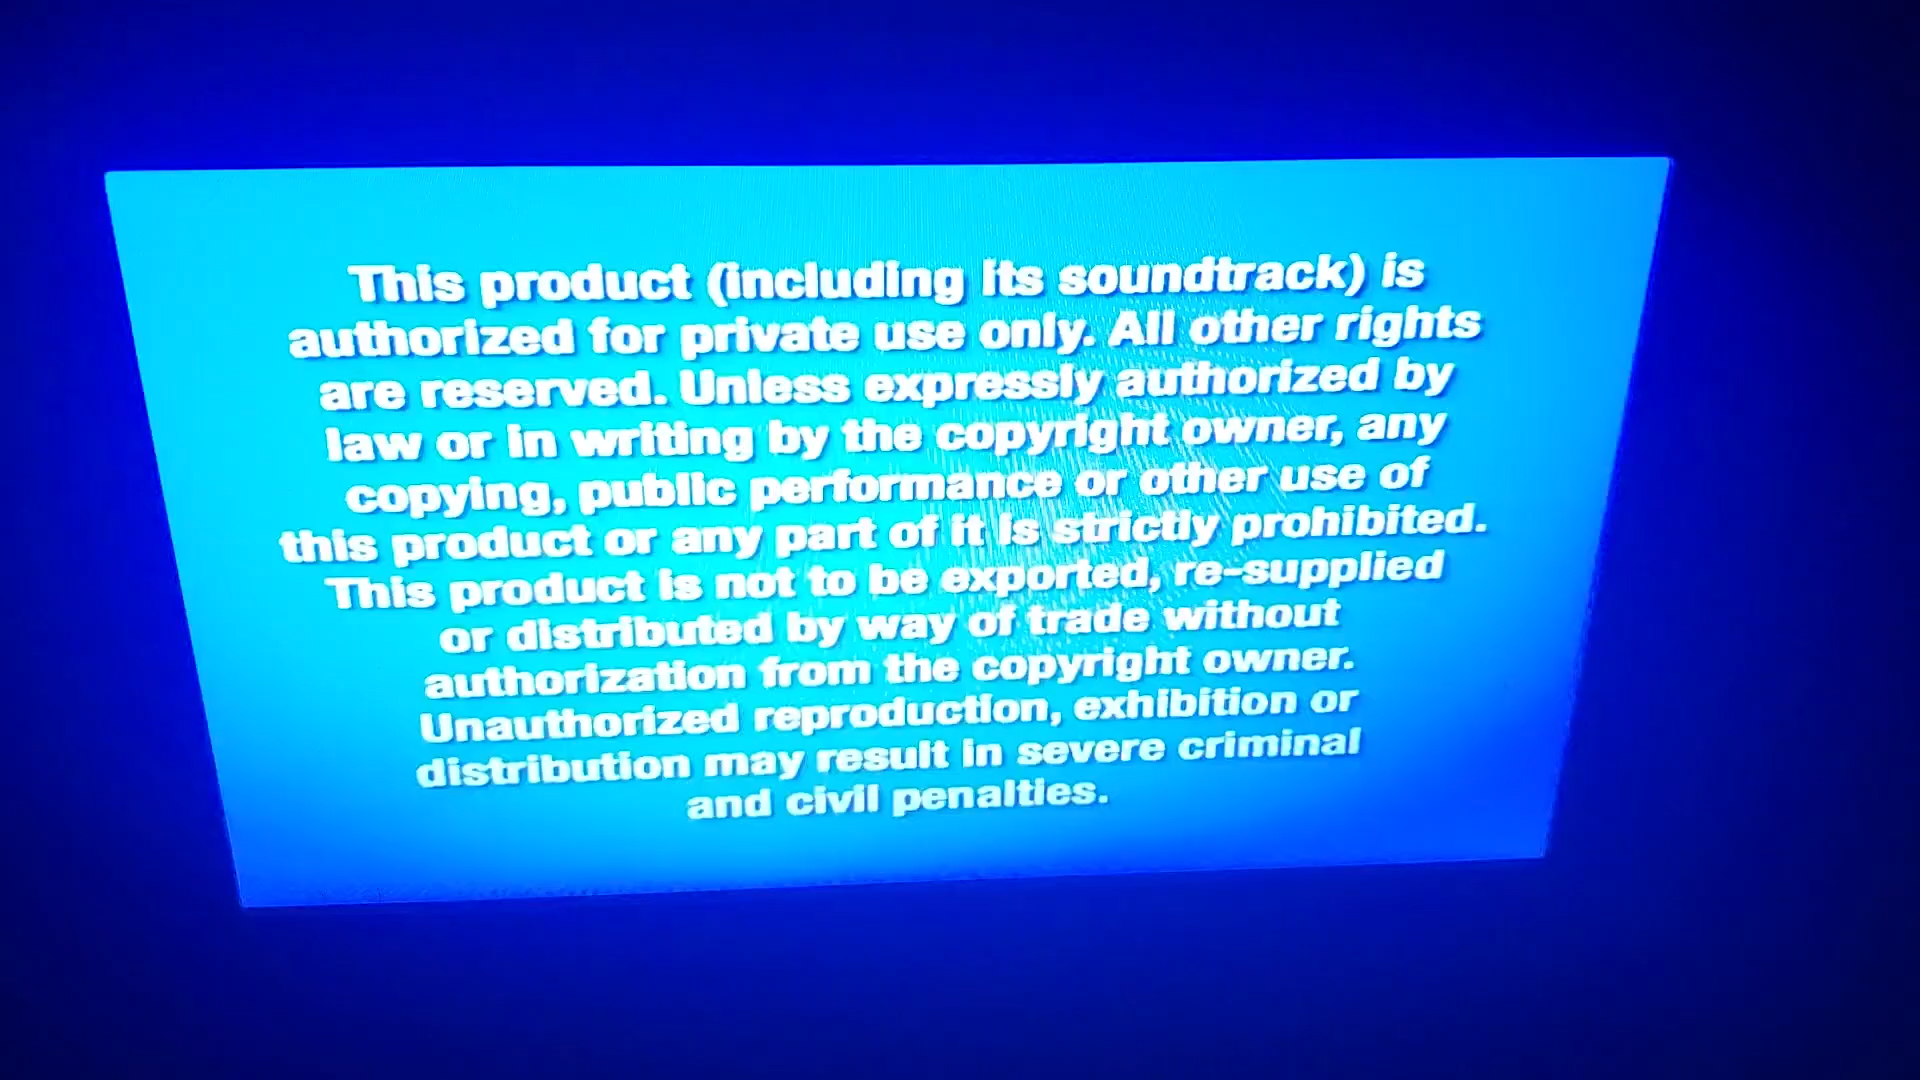 This product (including its soundtrack) is
authorized for private use only. All other rights
are reserved. Unless expressly authorized by
law or in writing by the copyright owner, any
copying, public performance or other use of
this product or any part of it is strictly prohibited.
This product is not to be exported, re-supplied
or distributed by way of trade without
authorization from the copyright owner.
Unauthorized reproduction, exhibition or
distribution may result in severe criminal
and civil penalties.